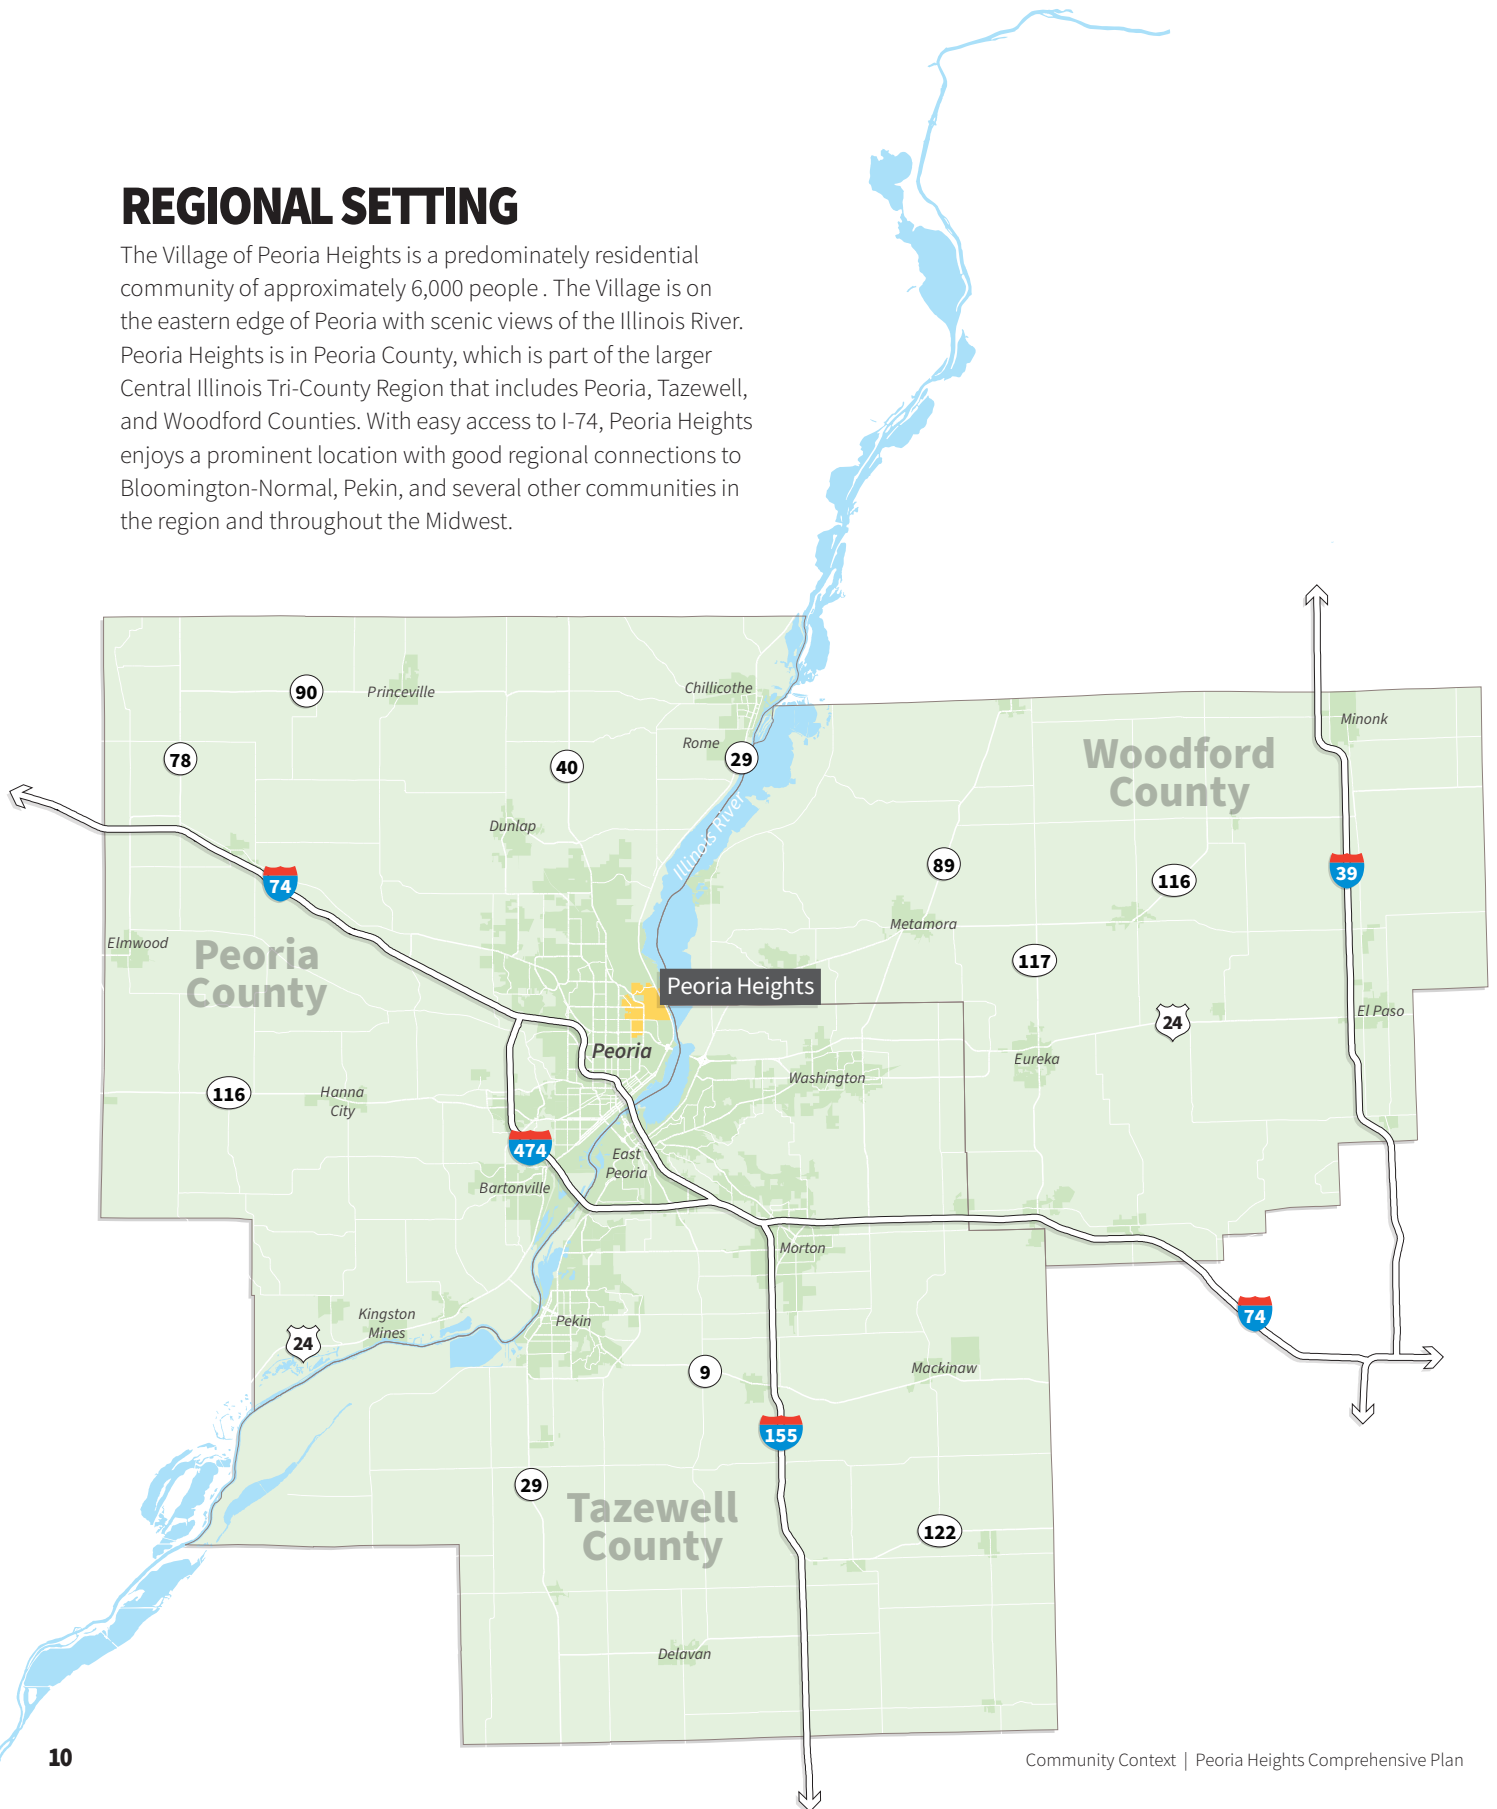 REGIONAL SETTING
The Village of Peoria Heights is a predominately residential
community of approximately 6,000 people . The Village is on
the eastern edge of Peoria with scenic views of the Illinois River.
Peoria Heights is in Peoria County, which is part of the larger
Central Illinois Tri-County Region that includes Peoria, Tazewell,
and Woodford Counties. With easy access to I-74, Peoria Heights
enjoys a prominent location with good regional connections to
Bloomington-Normal, Pekin, and several other communities in
the region and throughout the Midwest.
90
Princeville
Chillicothe
Minonk
78
40
Rome
29
Woodford
County
Illinois River
Dunlap
74
89
116
39
Elmwood
Peoria
County
Metamora
117
Peoria Heights
24
El Paso
Peoria
Eureka
Washington
116
Hanna
City
474
East
Peoria
Bartonville
Morton
Kingston
Mines
Pekin
74
24
9
Mackinaw
155
29
Tazewell
County
122
Delavan
10
Community Context | Peoria Heights Comprehensive Plan